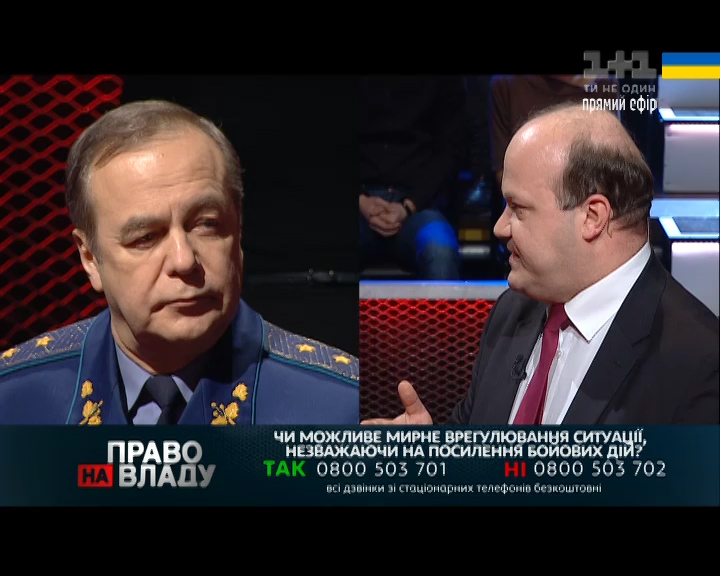 1+1
ТИ НЕ ОДИН
ПРЯМИЙ ЕФІР
ПРАВО
НА ВЛАДУ
ЧИ МОЖЛИВЕ МИРНЕ ВРЕГУЛЮВАННЯ СИТУАЦІЇ,
НЕЗВАЖАЮЧИ НА ПОСИЛЕННЯ БОЙОВИХ ДІЙ?
ТАК 0800 503 701 НІ 0800 503 702
всі дзвінки зі стаціонарних телефонів безкоштовні